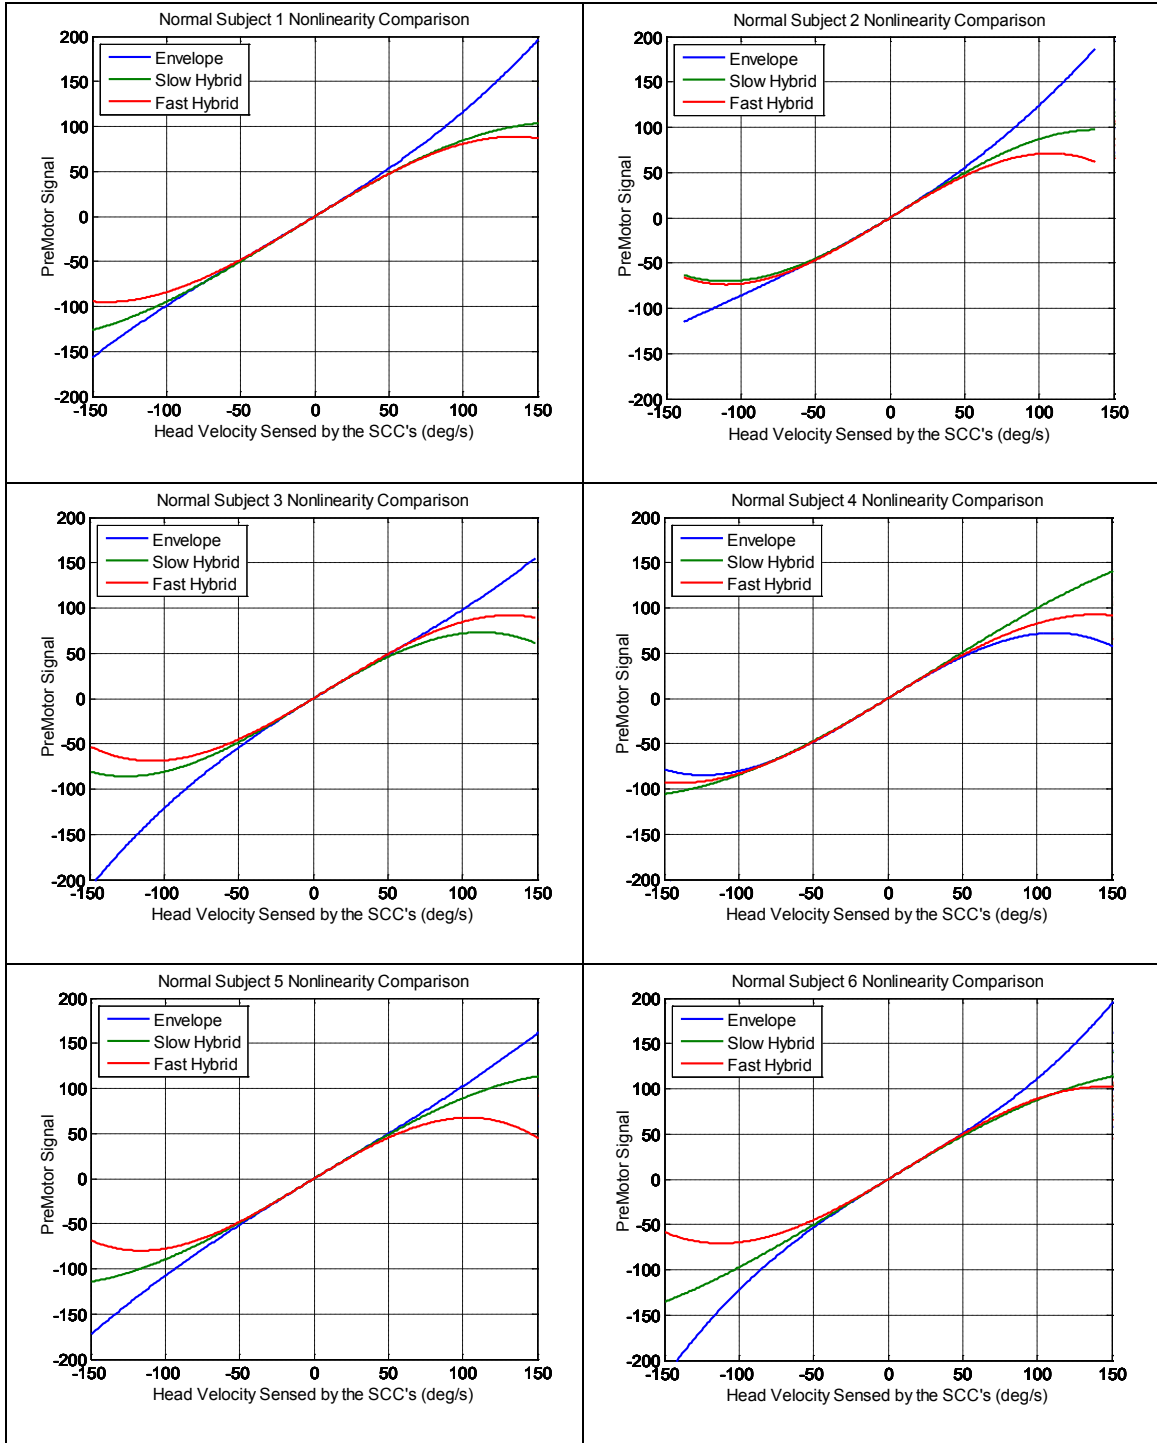 Normal Subject 1 Nonlinearity Comparison
200
150
100
50
0
-50
-100
-150
-200
Envelope
Slow Hybrid
Fast Hybrid
PreMotor Signal
-150 -100 -50 0 50 100 150
Head Velocity Sensed by the SCC's (deg/s)
Normal Subject 2 Nonlinearity Comparison
200
150
100
50
0
-50
-100
-150
-200
Envelope
Slow Hybrid
Fast Hybrid
PreMotor Signal
-150 -100 -50 0 50 100 150
Head Velocity Sensed by the SCC's (deg/s)
Normal Subject 3 Nonlinearity Comparison
200
150
100
50
0
-50
-100
-150
-200
Envelope
Slow Hybrid
Fast Hybrid
PreMotor Signal
-150 -100 -50 0 50 100 150
Head Velocity Sensed by the SCC's (deg/s)
Normal Subject 4 Nonlinearity Comparison
200
150
100
50
0
-50
-100
-150
-200
Envelope
Slow Hybrid
Fast Hybrid
PreMotor Signal
-150 -100 -50 0 50 100 150
Head Velocity Sensed by the SCC's (deg/s)
Normal Subject 5 Nonlinearity Comparison
200
150
100
50
0
-50
-100
-150
-200
Envelope
Slow Hybrid
Fast Hybrid
PreMotor Signal
-150 -100 -50 0 50 100 150
Head Velocity Sensed by the SCC's (deg/s)
Normal Subject 6 Nonlinearity Comparison
200
150
100
50
0
-50
-100
-150
-200
Envelope
Slow Hybrid
Fast Hybrid
PreMotor Signal
-150 -100 -50 0 50 100 150
Head Velocity Sensed by the SCC's (deg/s)